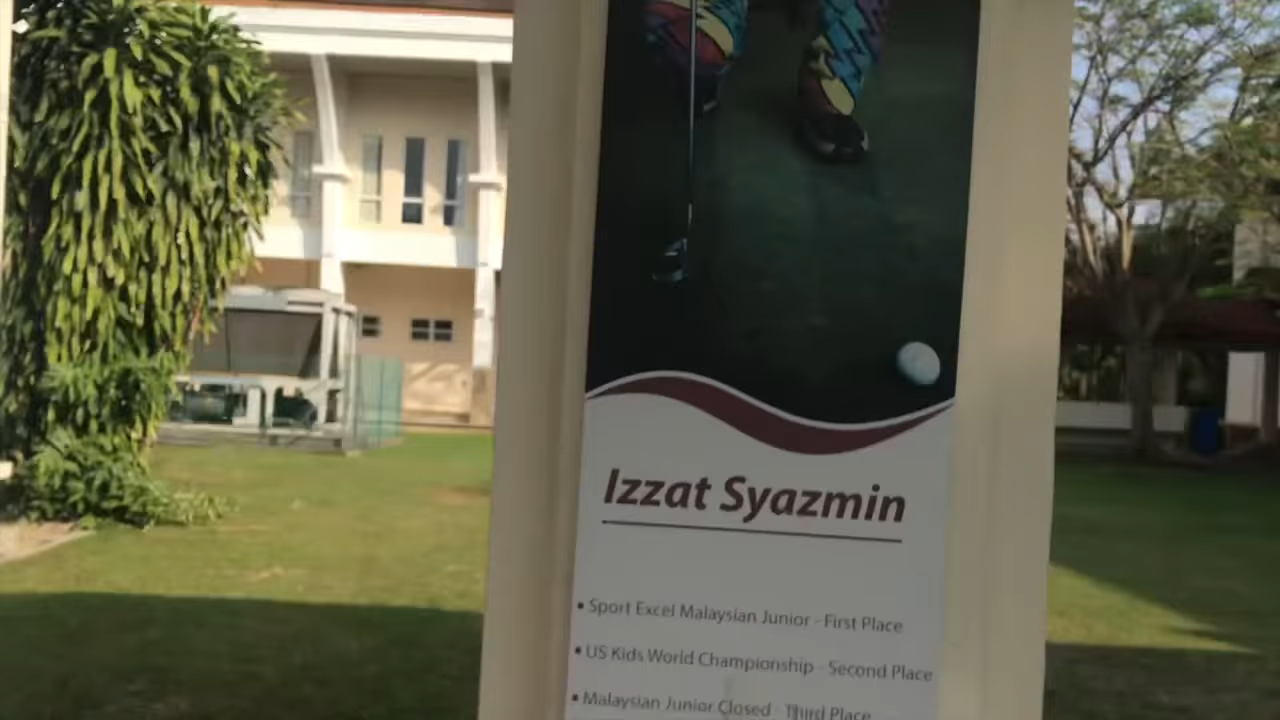 Izzat Syazmin
• Sport Excel Malaysian Junior - First Place
• US Kids World Championship - Second Place
• Malaysian Junior Closed - Third Place